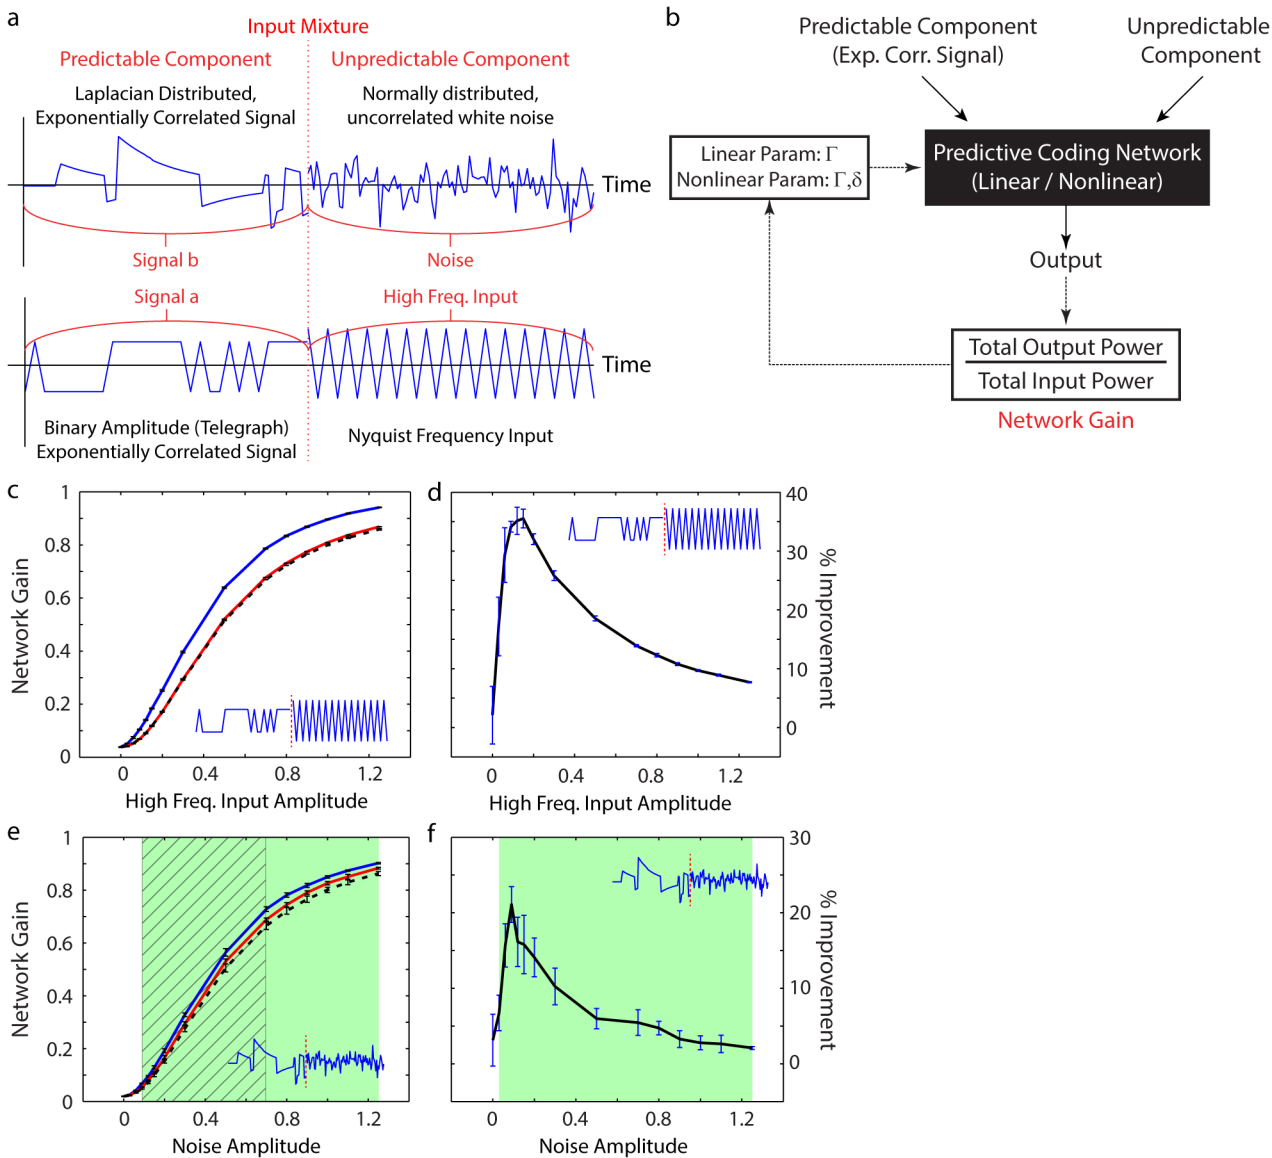 a
Input Mixture
Predictable Component
Unpredictable Component
Laplacian Distributed,
Exponentially Correlated Signal
Normally distributed,
uncorrelated white noise
Time
Signal b
Noise
Signal a
High Freq. Input
Time
Binary Amplitude (Telegraph)
Exponentially Correlated Signal
Nyquist Frequency Input
b
Predictable Component
(Exp. Corr. Signal)
Unpredictable
Component
Linear Param: Γ
Nonlinear Param: Γ,δ
Predictive Coding Network
(Linear / Nonlinear)
Output
Total Output Power
Total Input Power
Network Gain
c
1
0.8
0.6
0.4
0.2
0
Network Gain
0
0.4
0.8
1.2
High Freq. Input Amplitude
d
40
30
20
10
0
% Improvement
0
0.4
0.8
1.2
High Freq. Input Amplitude
e
1
0.8
0.6
0.4
0.2
0
Network Gain
0
0.4
0.8
1.2
Noise Amplitude
f
30
20
10
0
% Improvement
0
0.4
0.8
1.2
Noise Amplitude